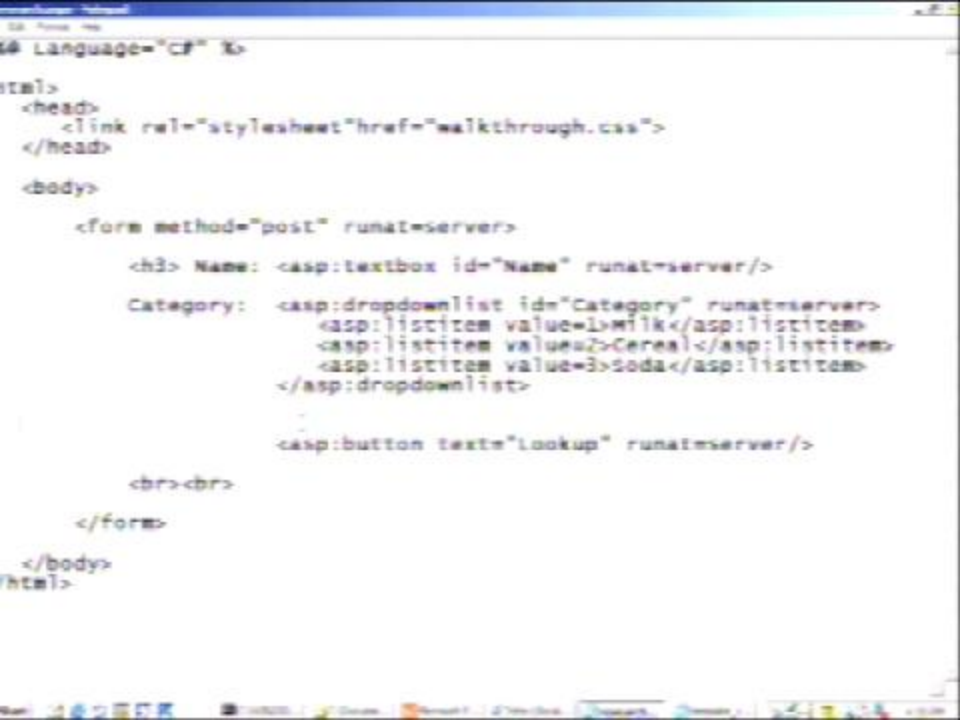 Language="C#" %>
html>
<head>
<link rel="stylesheet"href="walkthrough.css">
</head>
<body>
<form method="post" runat=server>
<h3> Name: <asp:textbox id="Name" runat=server/>
Category: <asp:dropdownlist id="Category" runat=server>
<asp:listitem value=1>Milk</asp:listitem>
<asp:listitem value=2>Cereal</asp:listitem>
<asp:listitem value=3>Soda</asp:listitem>
</asp:dropdownlist>
<asp:button text="Lookup" runat=server/>
<br><br>
</form>
</body>
/html>